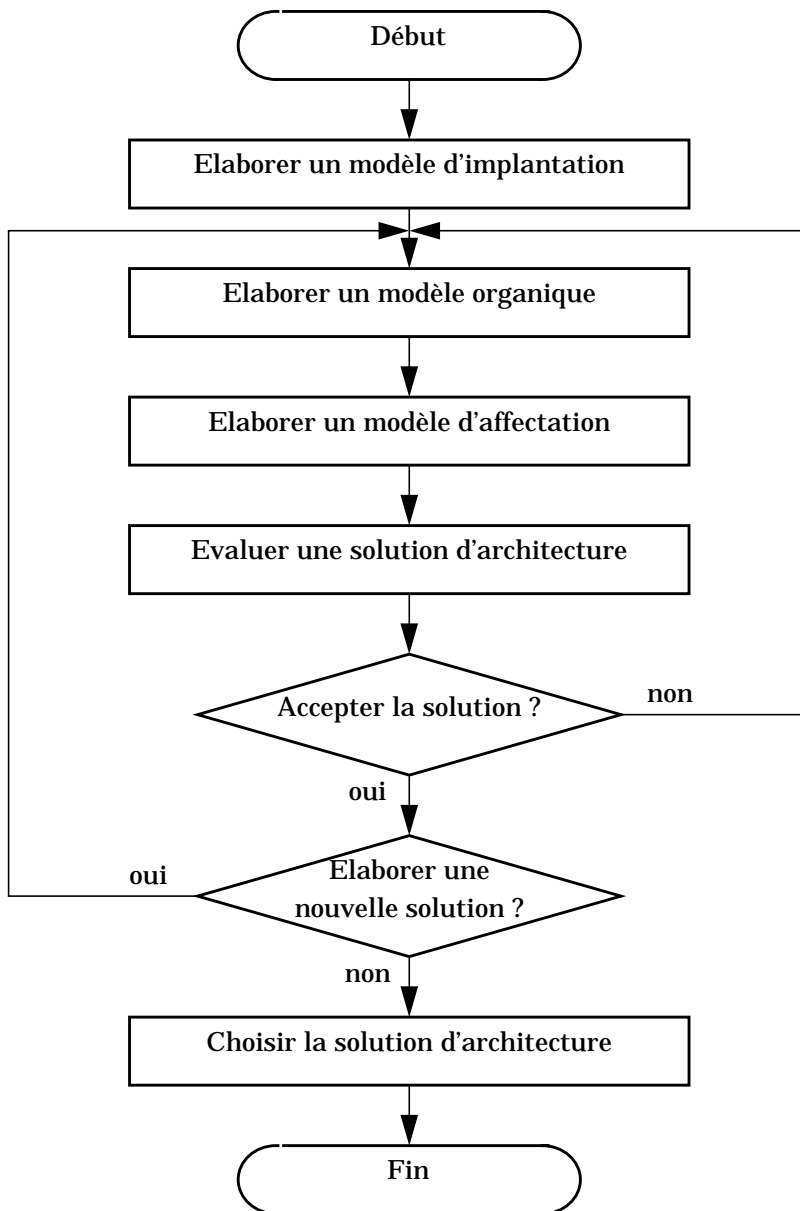 Début
Elaborer un modèle d'implantation
Elaborer un modèle organique
Elaborer un modèle d'affectation
Evaluer une solution d'architecture
Accepter la solution ?
non
oui
oui
Elaborer une
nouvelle solution ?
non
Choisir la solution d'architecture
Fin